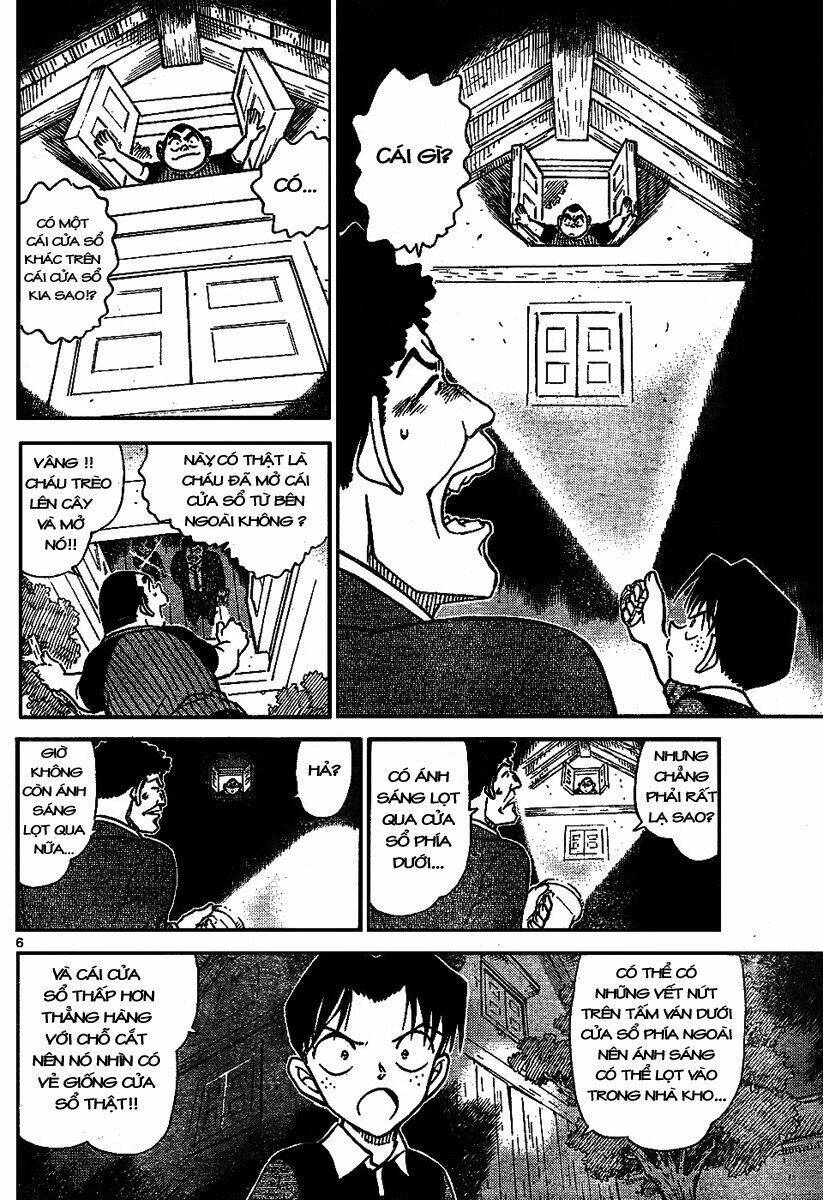 CÁI GÌ?
CÓ...
CÓ MỘT
CÁI CỬA SỔ
KHÁC TRÊN
CÁI CỬA SỔ
KIA SAO!?
NÀY, CÓ THẬT LÀ
CHÁU ĐÃ MỞ CÁI
CỬA SỔ TỪ BÊN
NGOÀI KHÔNG ?
VÂNG !!
CHÁU TRÈO
LÊN CÂY
VÀ MỞ
NÓ!!
NHƯNG
CHẲNG
PHẢI RẤT
LẠ SAO?
CÓ ÁNH
SÁNG LỌT
QUA CỬA
SỔ PHÍA
DƯỚI...
HẢ?
GIỜ
KHÔNG
CÒN ÁNH
SÁNG
LỌT QUA
NỮA...
6
CÓ THỂ CÓ
NHỮNG VẾT NỨT
TRÊN TẤM VÁN DƯỚI
CỬA SỔ PHÍA NGOÀI
NÊN ÁNH SÁNG
CÓ THỂ LỌT VÀO
TRONG NHÀ KHO...
VÀ CÁI CỬA
SỔ THẤP HƠN
THẲNG HÀNG
VỚI CHỖ CẮT
NÊN NÓ NHÌN CÓ
VẺ GIỐNG CỬA
SỔ THẬT!!